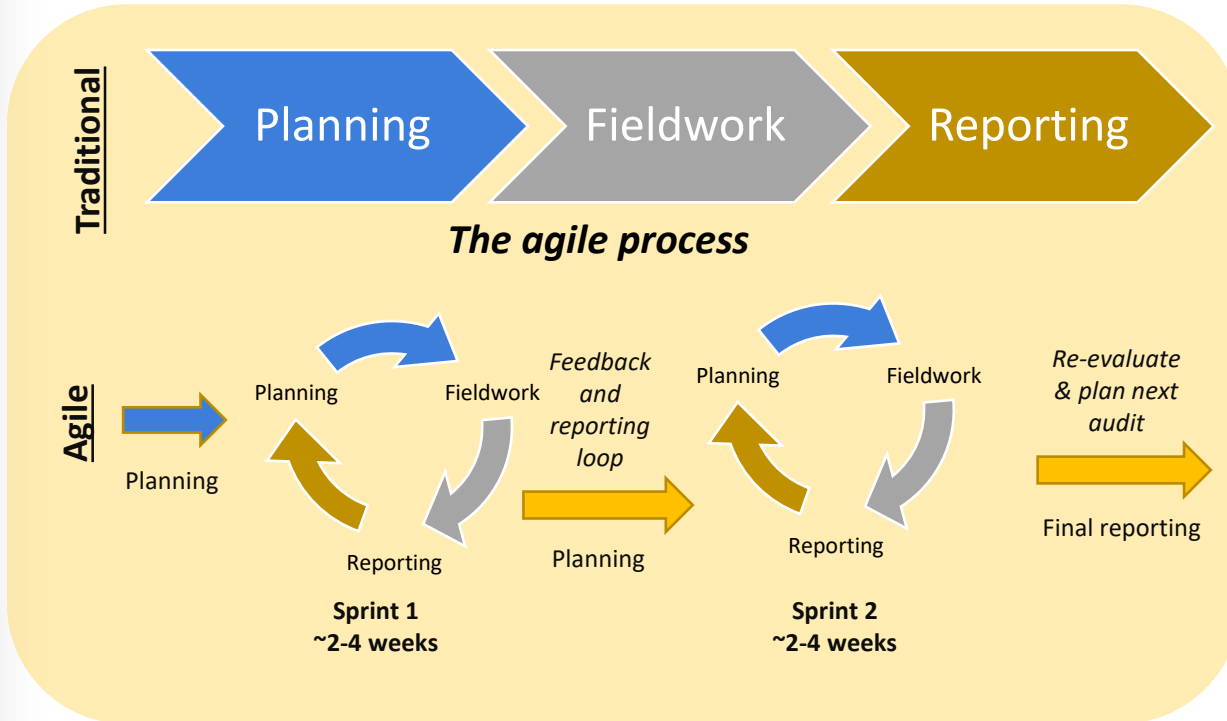 Traditional
Planning
Fieldwork
Reporting
The agile process
Agile
Planning
Planning
Fieldwork
Reporting
Sprint 1
~2-4 weeks
Feedback
and
reporting
loop
Planning
Planning
Fieldwork
Reporting
Sprint 2
~2-4 weeks
Re-evaluate
& plan next
audit
Final reporting